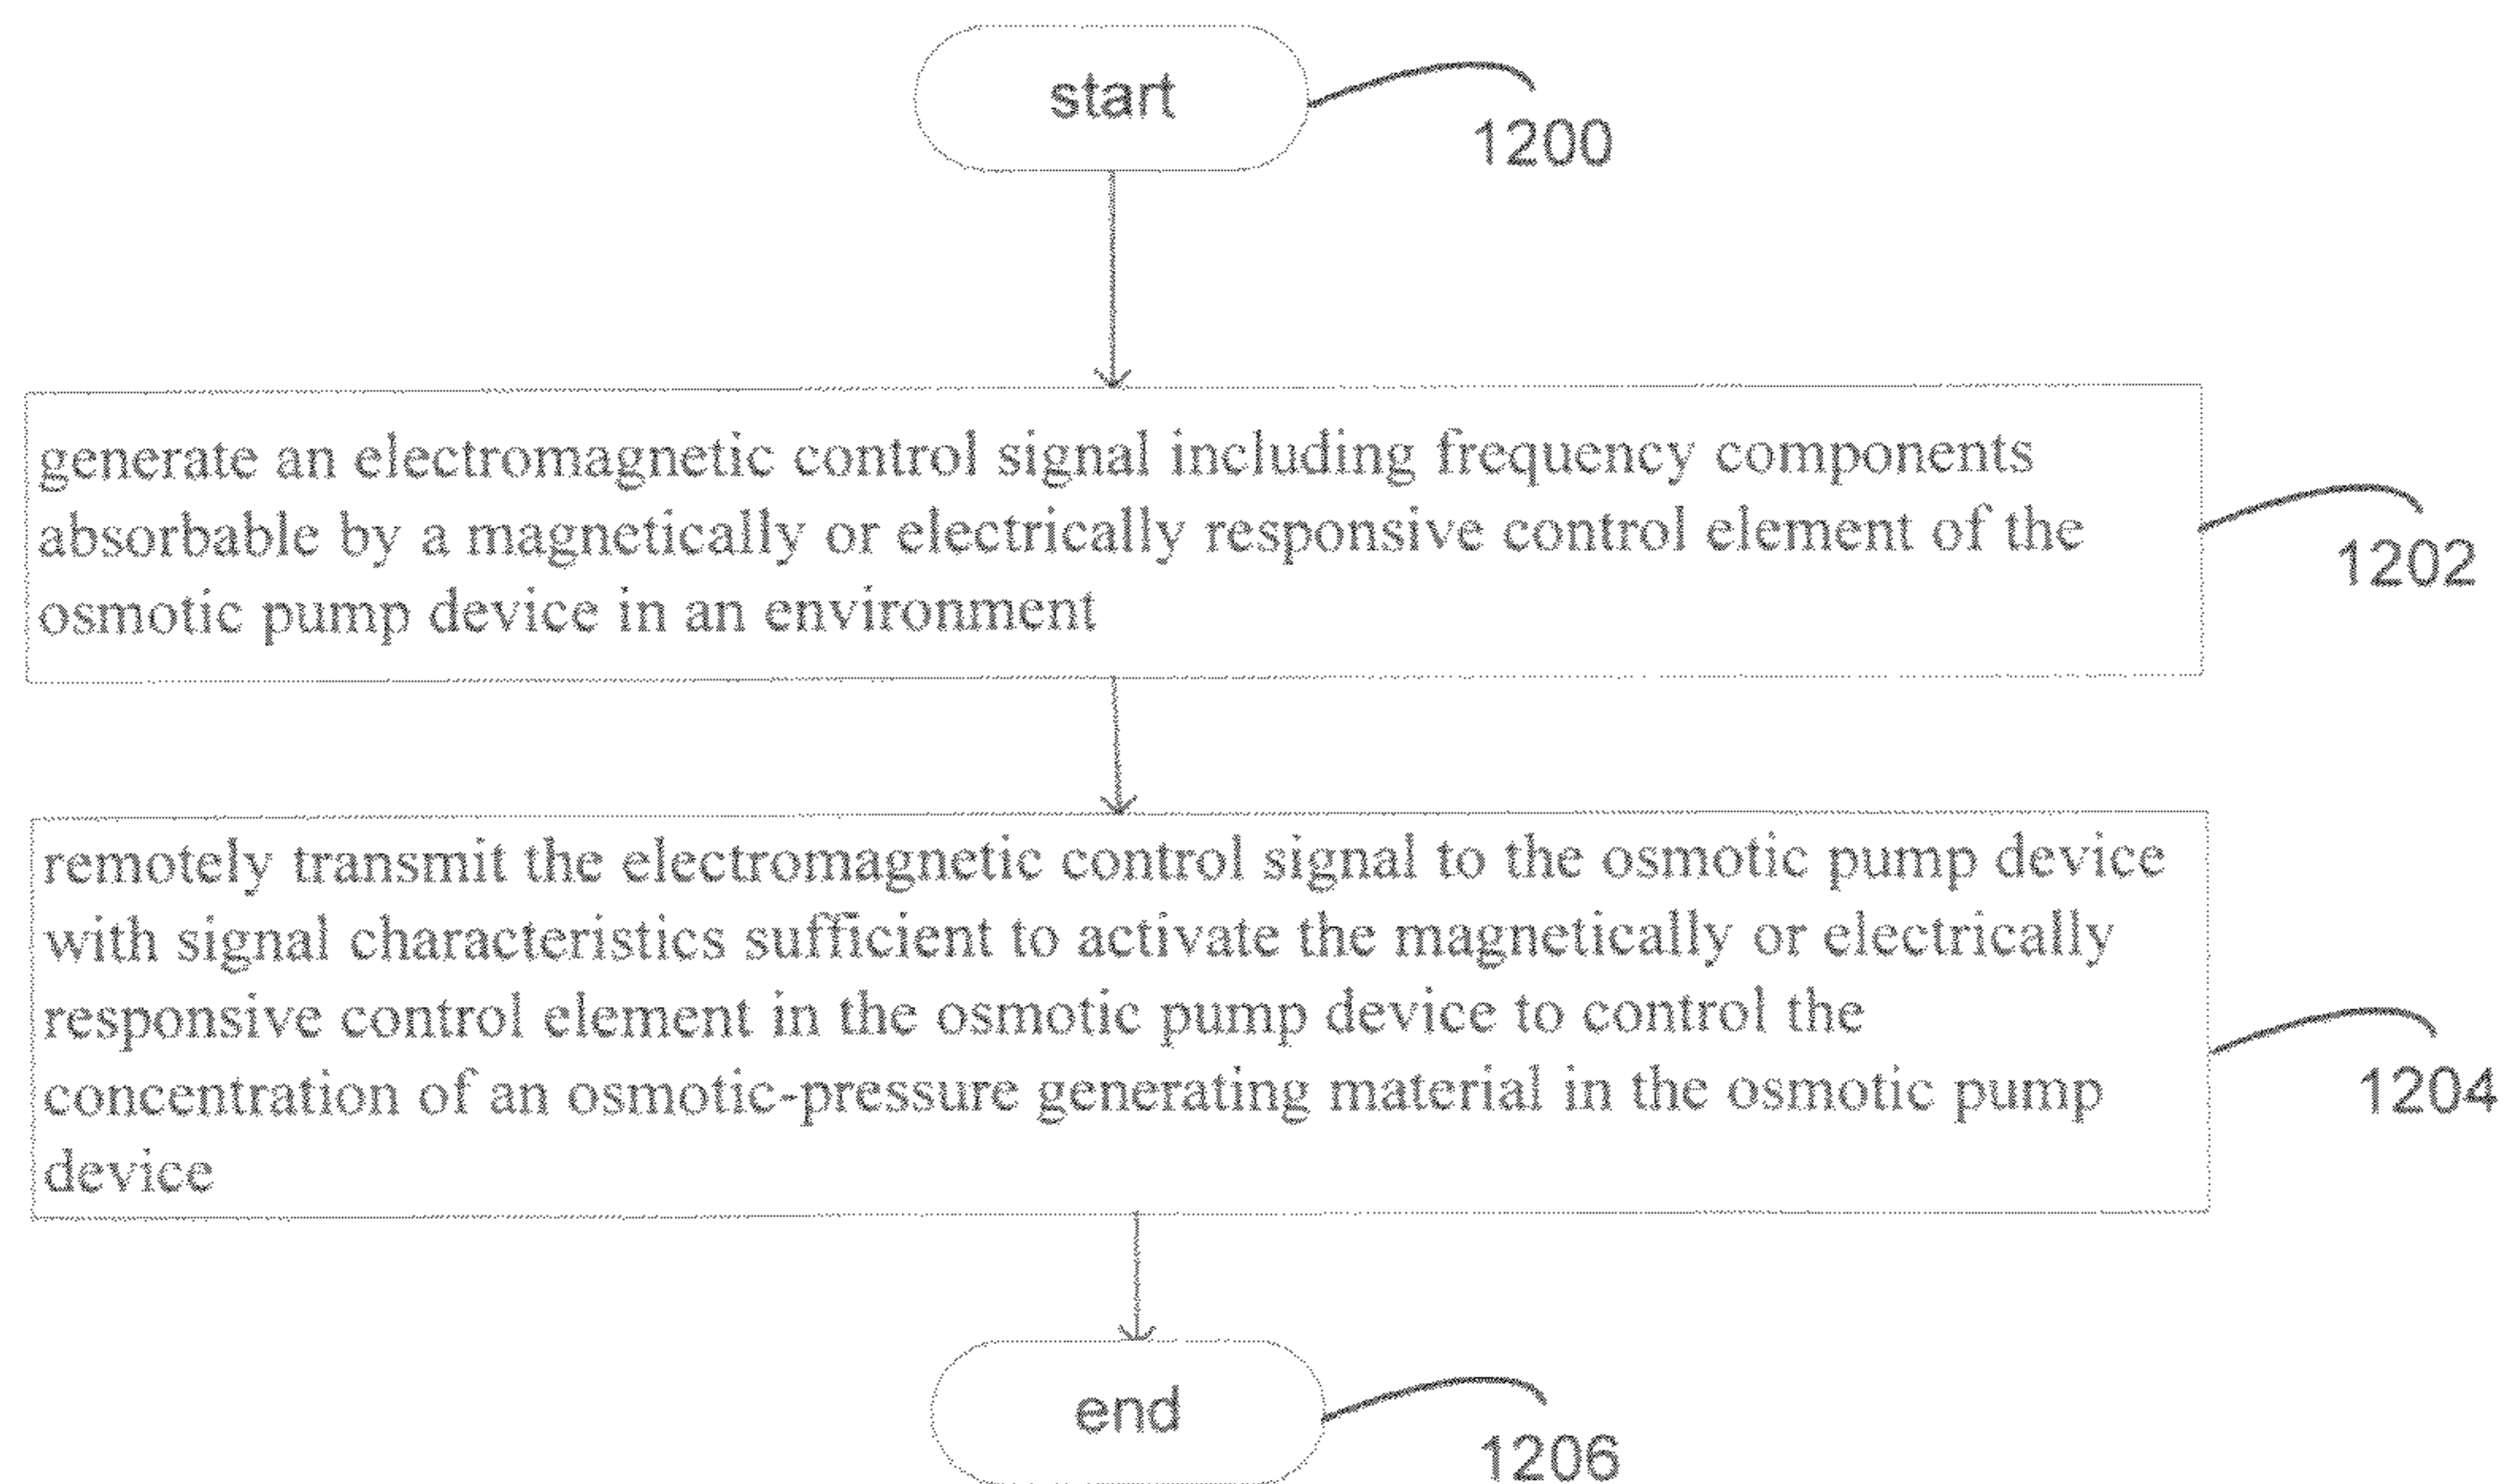 start
1200
generate an electromagnetic control signal including frequency components
absorbable by a magnetically or electrically responsive control element of the
osmotic pump device in an environment
1202
remotely transmit the electromagnetic control signal to the osmotic pump device
with signal characteristics sufficient to activate the magnetically or electrically
responsive control element in the osmotic pump device to control the
concentration of an osmotic-pressure generating material in the osmotic pump
device
1204
end
1206